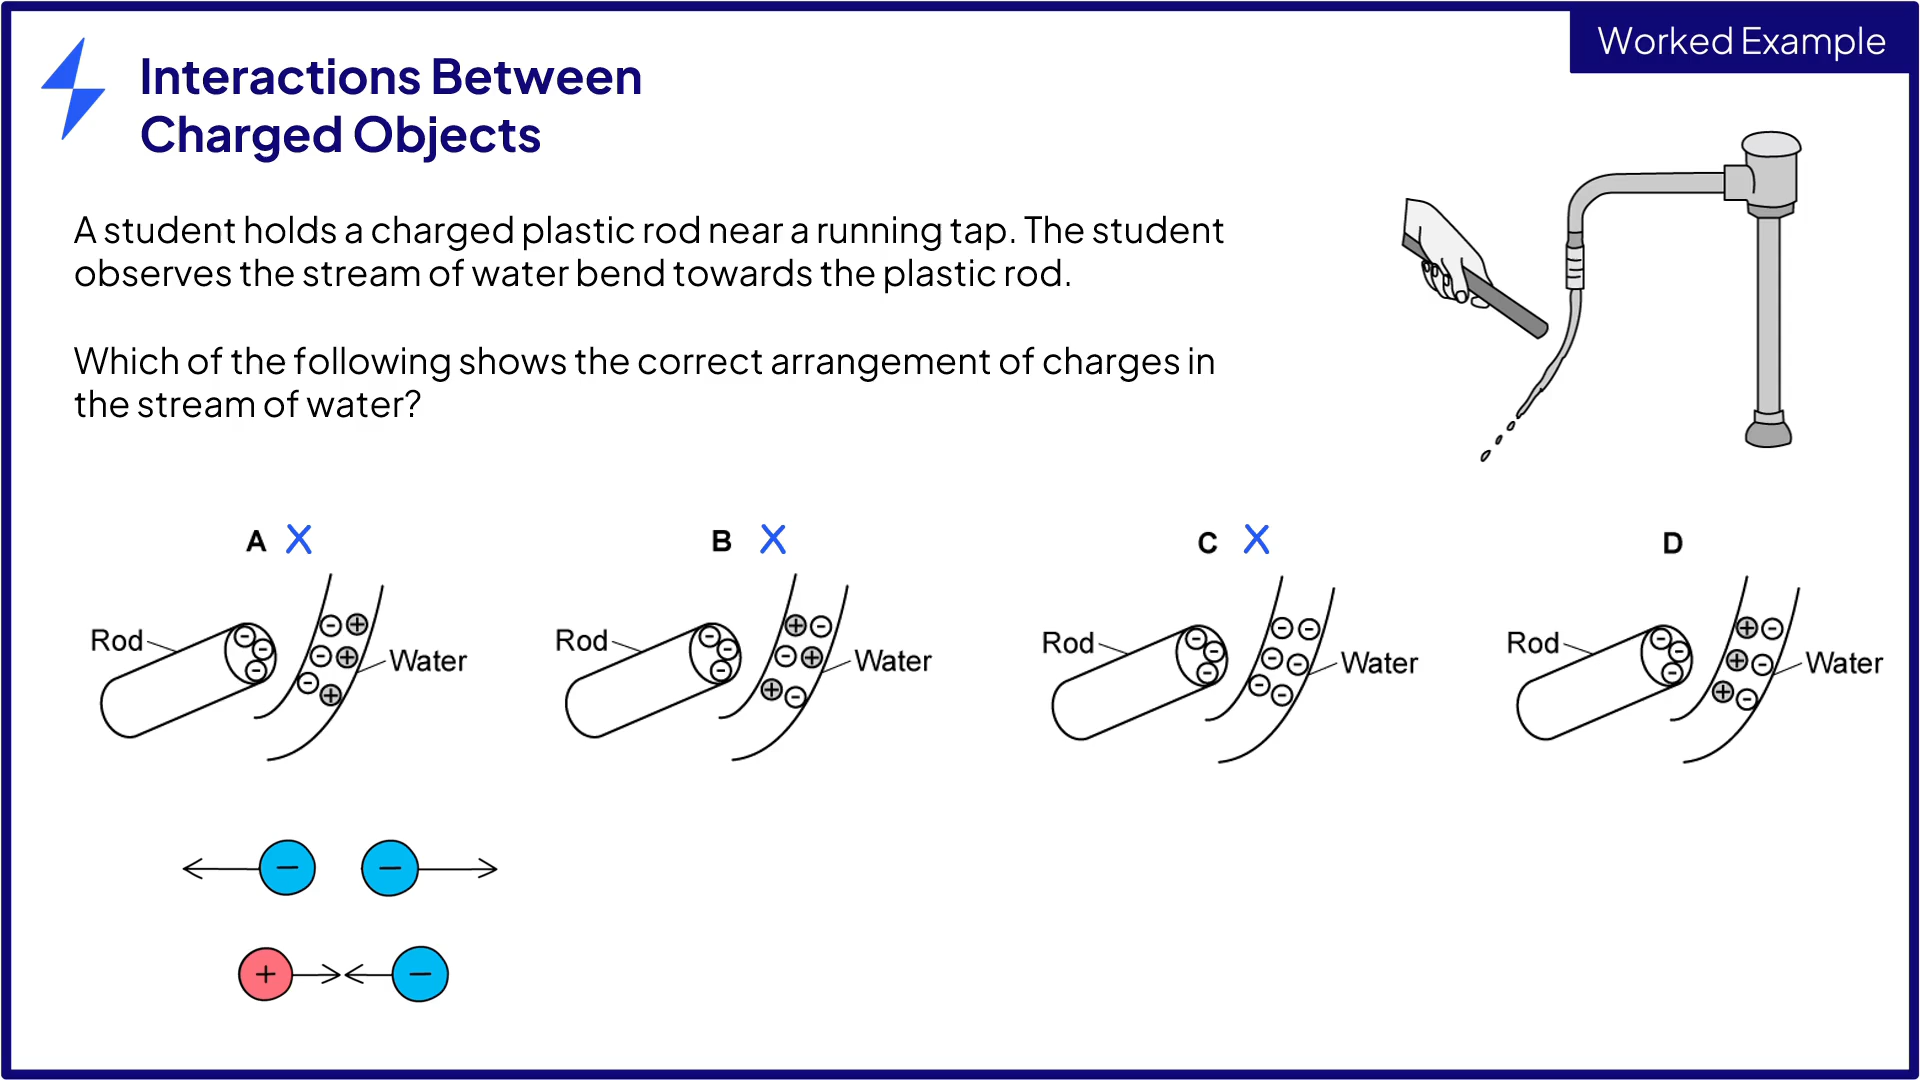 Worked Example
Interactions Between
Charged Objects
A student holds a charged plastic rod near a running tap. The student
observes the stream of water bend towards the plastic rod.
Which of the following shows the correct arrangement of charges in
the stream of water?
A X B X C X D
Rod Water Rod Water Rod Water Rod Water